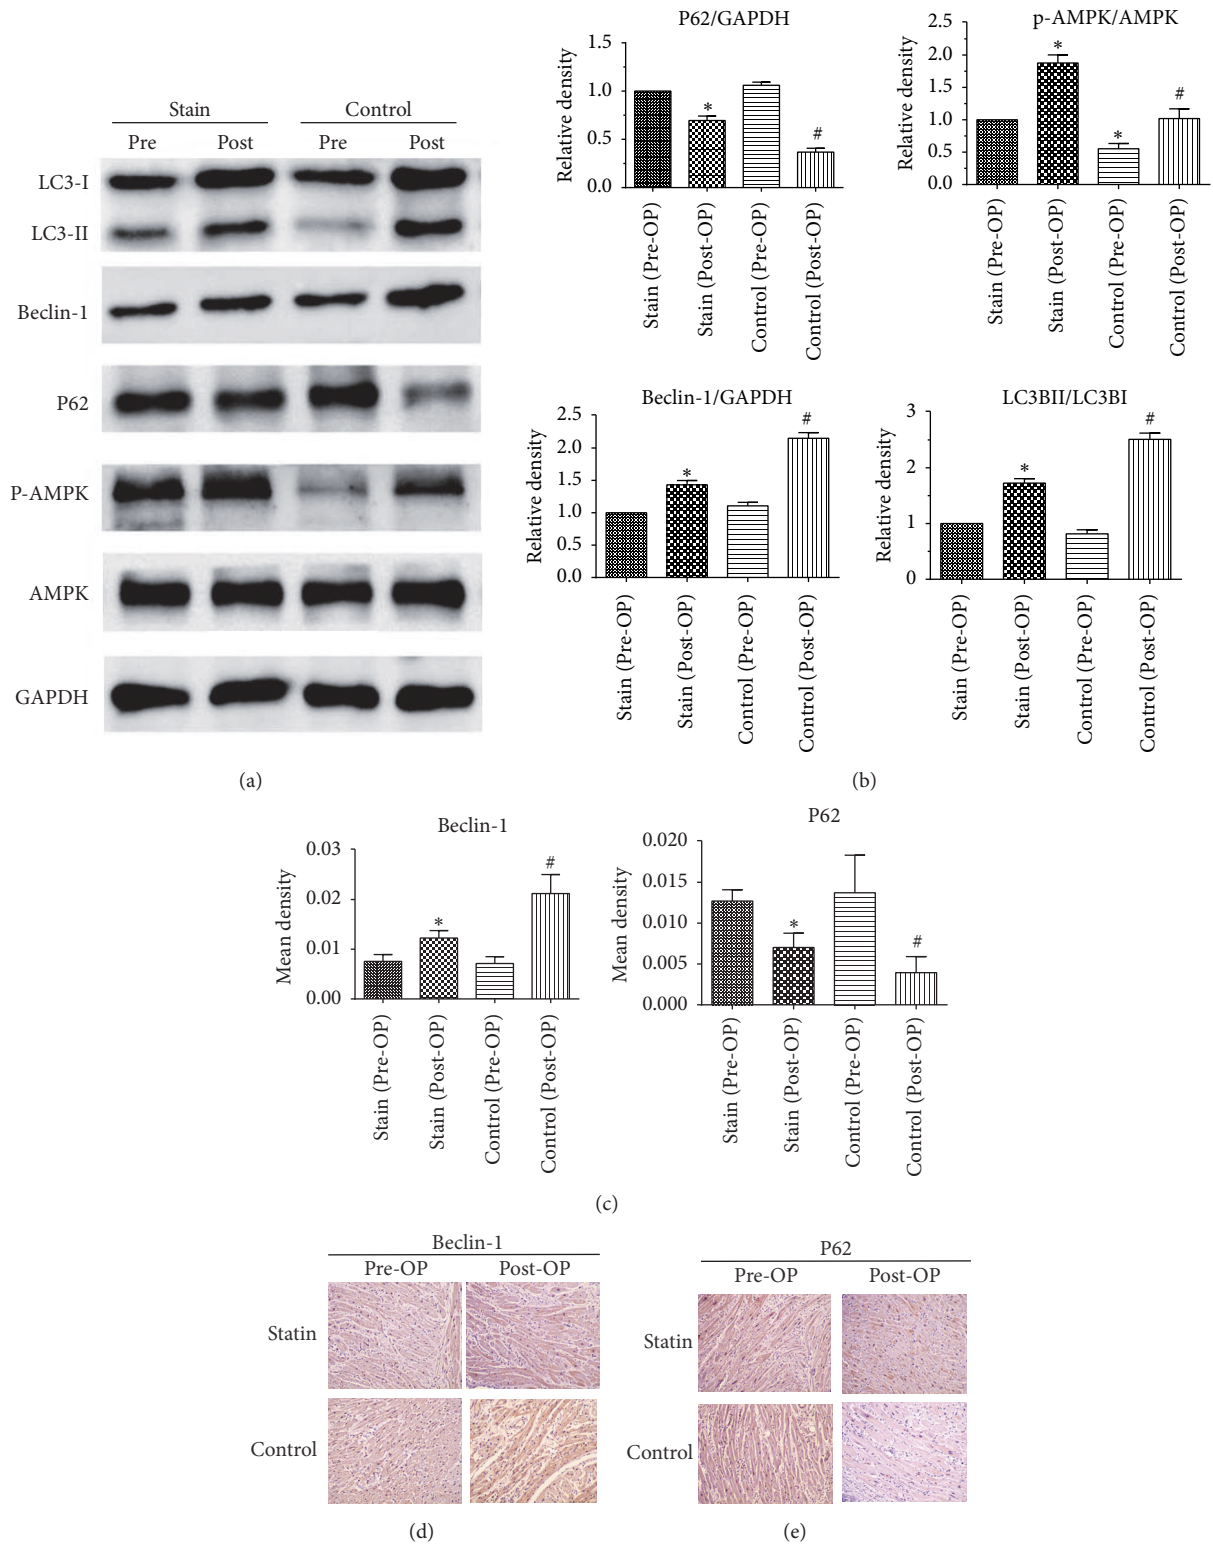 Stain Control
Pre Post Pre Post
LC3-I
LC3-II
Beclin-1
P62
P-AMPK
AMPK
GAPDH
(a)
P62/GAPDH
Relative density
1.5
1.0
0.5
0.0
*
#
Stain (Pre-OP)
Stain (Post-OP)
Control (Pre-OP)
Control (Post-OP)
p-AMPK/AMPK
Relative density
2.5
2.0
1.5
1.0
0.5
0.0
*
*
#
Stain (Pre-OP)
Stain (Post-OP)
Control (Pre-OP)
Control (Post-OP)
Beclin-1/GAPDH
Relative density
2.5
2.0
1.5
1.0
0.5
0.0
*
#
Stain (Pre-OP)
Stain (Post-OP)
Control (Pre-OP)
Control (Post-OP)
LC3BII/LC3BI
Relative density
3
2
1
0
*
#
Stain (Pre-OP)
Stain (Post-OP)
Control (Pre-OP)
Control (Post-OP)
(b)
Beclin-1
Mean density
0.03
0.02
0.01
0.00
*
#
Stain (Pre-OP)
Stain (Post-OP)
Control (Pre-OP)
Control (Post-OP)
P62
Mean density
0.020
0.015
0.010
0.005
0.000
*
#
Stain (Pre-OP)
Stain (Post-OP)
Control (Pre-OP)
Control (Post-OP)
(c)
Beclin-1
Pre-OP Post-OP
Statin
Control
(d)
P62
Pre-OP Post-OP
Statin
Control
(e)